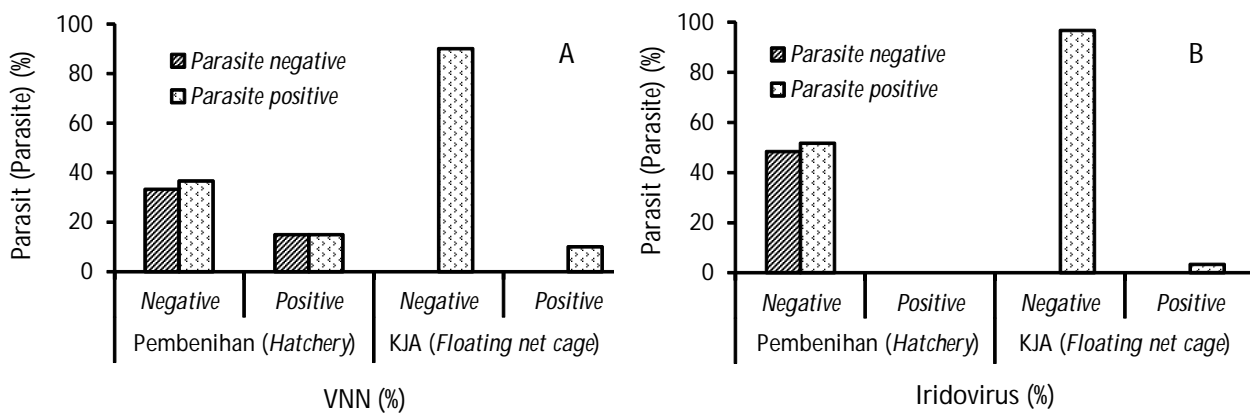 Parasit (Parasite) (%)
100
80
60
40
20
0
Parasite negative
Parasite positive
A
Negative
Positive
Negative
Positive
Pembenihan (Hatchery)
KJA (Floating net cage)
VNN (%)
Parasit (Parasite) (%)
100
80
60
40
20
0
Parasite negative
Parasite positive
B
Negative
Positive
Negative
Positive
Pembenihan (Hatchery)
KJA (Floating net cage)
Iridovirus (%)